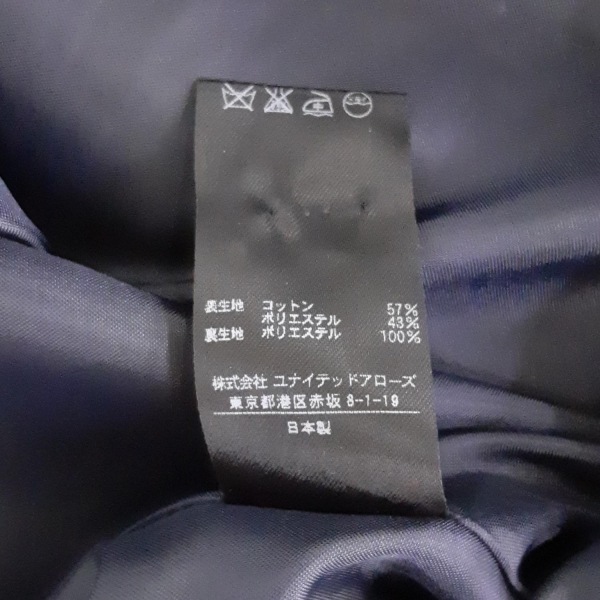 表生地 コットン 57%
ポリエステル 43%
裏生地 ポリエステル 100%
株式会社 ユナイテッドアローズ
東京都港区赤坂 8-1-19
日本製